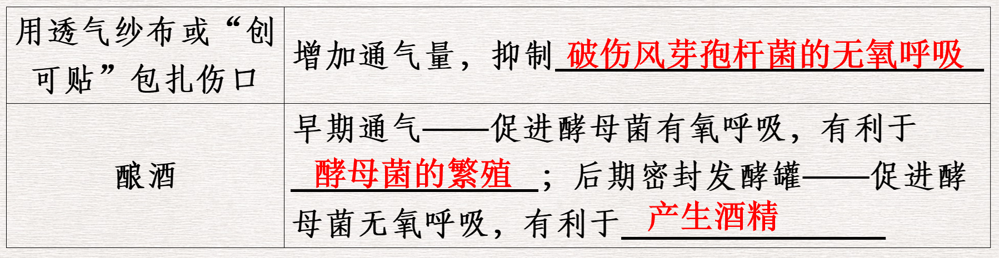 用透气纱布或“创
可贴”包扎伤口
增加通气量，抑制破伤风芽孢杆菌的无氧呼吸
酿酒
早期通气——促进酵母菌有氧呼吸，有利于
酵母菌的繁殖；后期密封发酵罐——促进酵
母菌无氧呼吸，有利于产生酒精